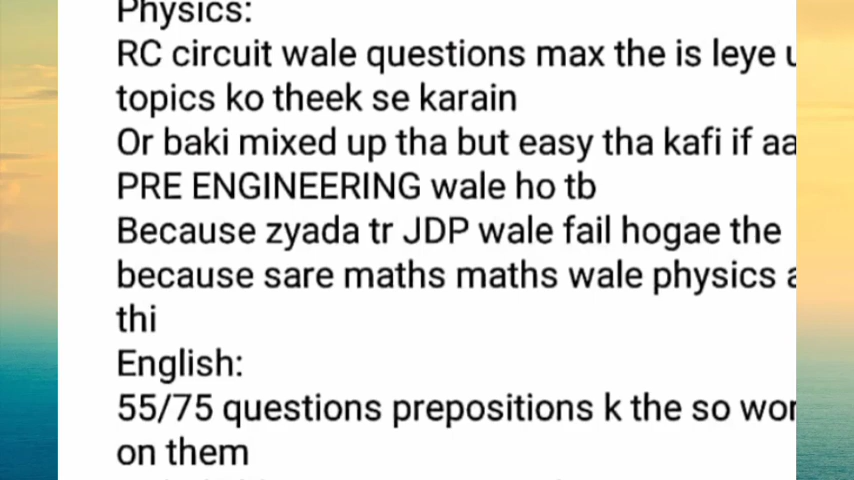 Physics:
RC circuit wale questions max the is leye
topics ko theek se karain
Or baki mixed up tha but easy tha kafi if
PRE ENGINEERING wale ho tb
Because zyada tr JDP wale fail hogae the
because sare maths maths wale physics
thi
English:
55/75 questions prepositions k the so
on them